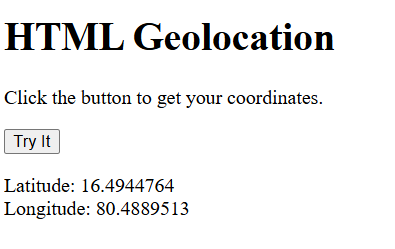 HTML Geolocation
Click the button to get your coordinates.
Try It
Latitude: 16.4944764
Longitude: 80.4889513